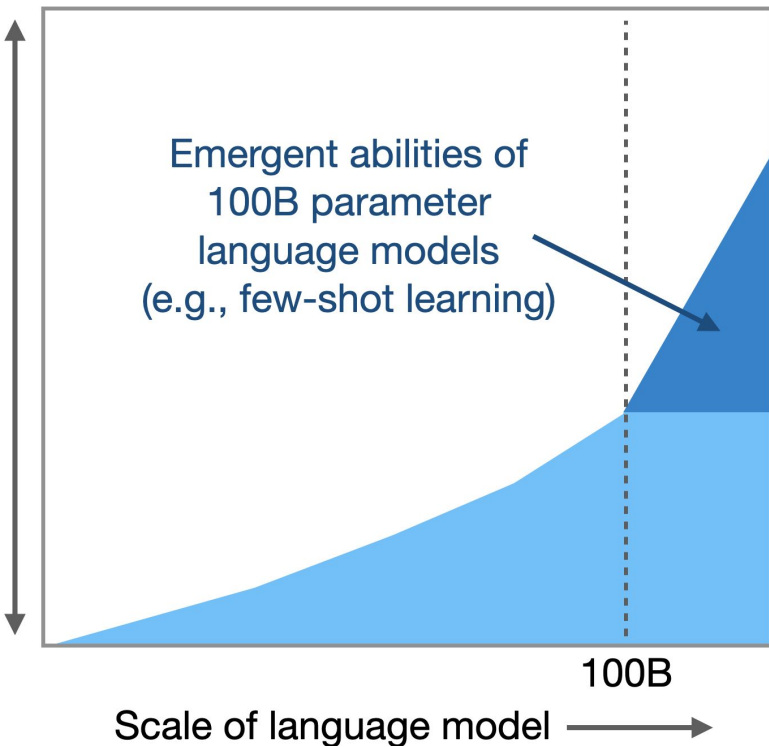 Emergent abilities of
100B parameter
language models
(e.g., few-shot learning)
100B
Scale of language model